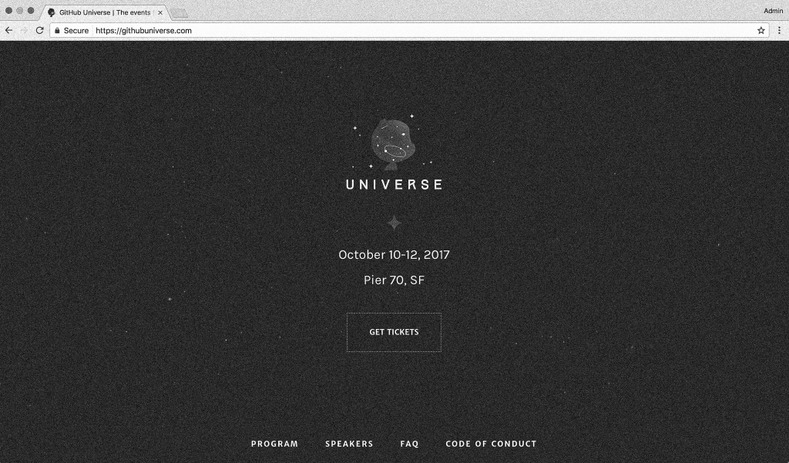 GitHub Universe | The events
Admin
Secure https://githubuniverse.com
UNIVERSE
October 10-12, 2017
Pier 70, SF
GET TICKETS
PROGRAM SPEAKERS FAQ CODE OF CONDUCT